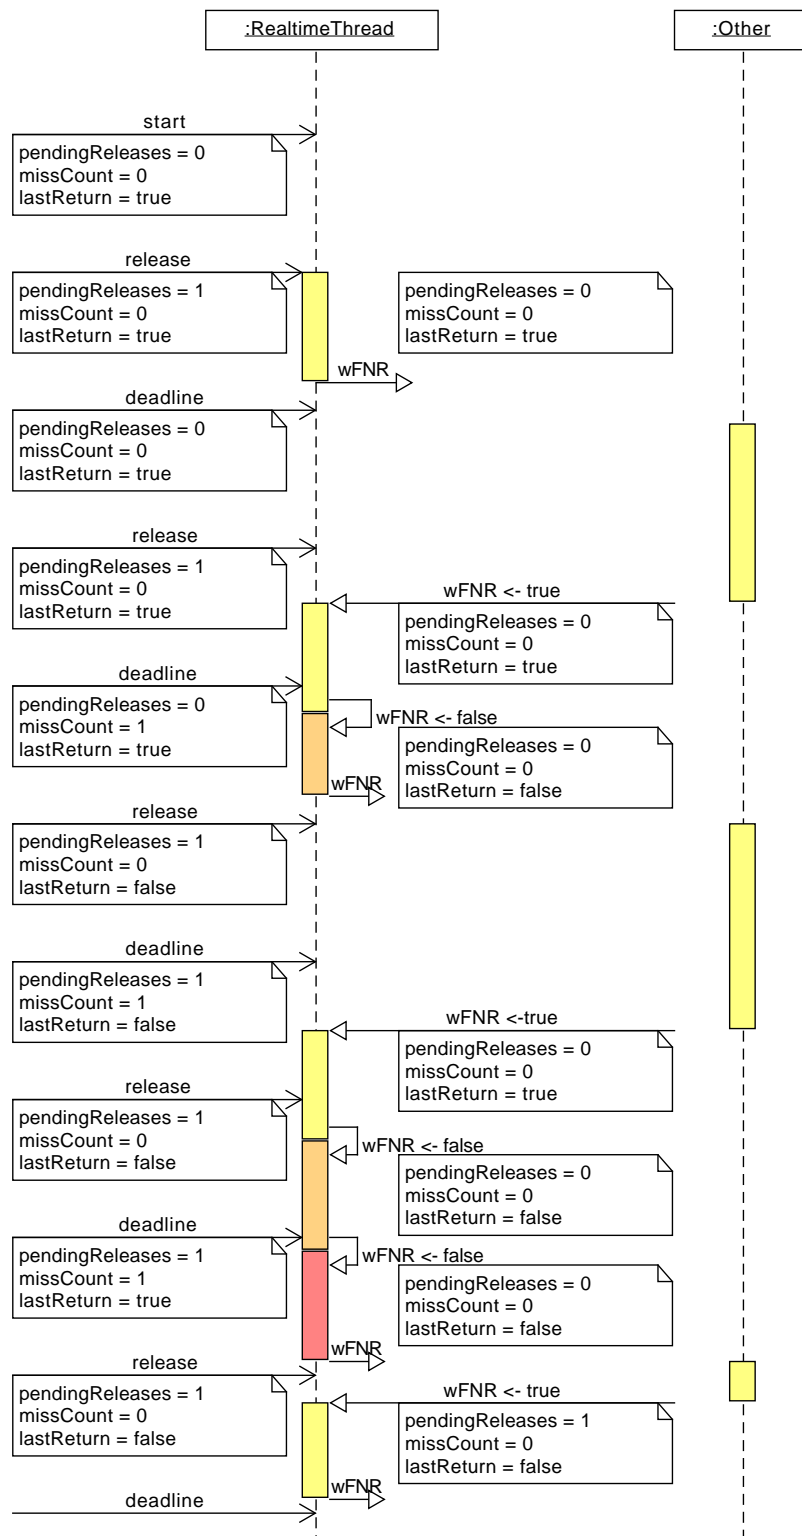 :RealtimeThread
:Other
start
pendingReleases = 0
missCount = 0
lastReturn = true
release
pendingReleases = 1
missCount = 0
lastReturn = true
pendingReleases = 0
missCount = 0
lastReturn = true
wFNR
deadline
pendingReleases = 0
missCount = 0
lastReturn = true
release
pendingReleases = 1
missCount = 0
lastReturn = true
wFNR <- true
pendingReleases = 0
missCount = 0
lastReturn = true
deadline
pendingReleases = 0
missCount = 1
lastReturn = true
wFNR <- false
pendingReleases = 0
missCount = 0
lastReturn = false
wFNR
release
pendingReleases = 1
missCount = 0
lastReturn = false
deadline
pendingReleases = 1
missCount = 1
lastReturn = false
wFNR <-true
pendingReleases = 0
missCount = 0
lastReturn = true
release
pendingReleases = 1
missCount = 0
lastReturn = false
wFNR <- false
pendingReleases = 0
missCount = 0
lastReturn = false
deadline
pendingReleases = 1
missCount = 1
lastReturn = true
wFNR <- false
pendingReleases = 0
missCount = 0
lastReturn = false
wFNR
release
pendingReleases = 1
missCount = 0
lastReturn = false
wFNR <- true
pendingReleases = 1
missCount = 0
lastReturn = false
wFNR
deadline